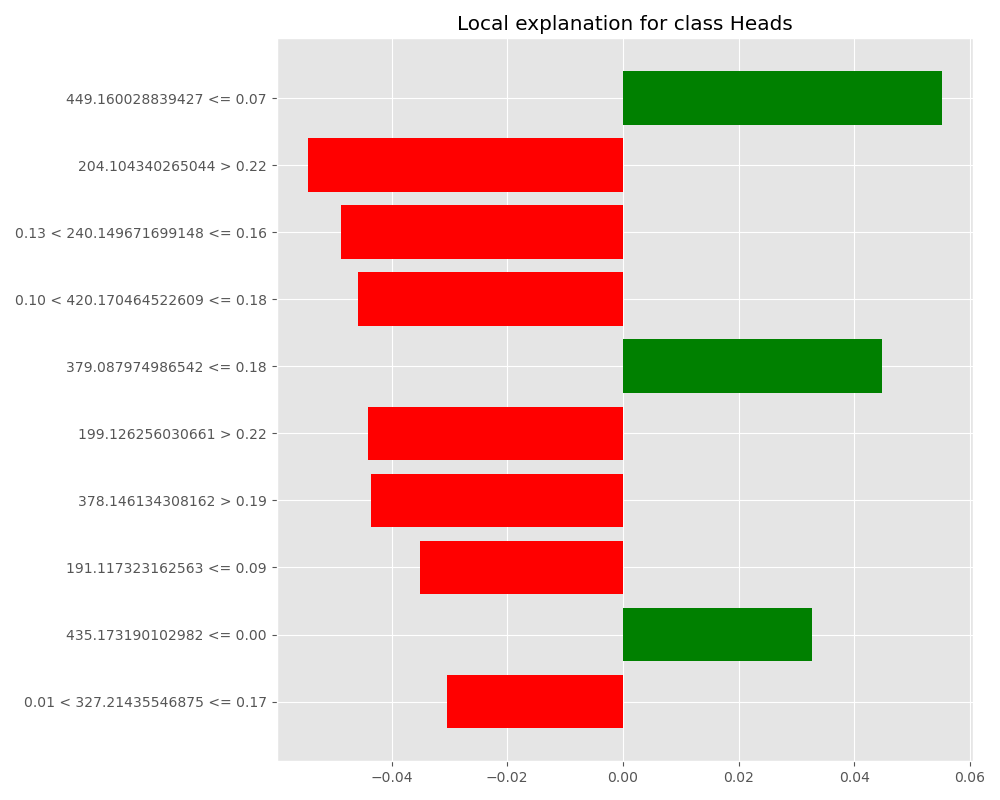 Local explanation for class Heads
449.160028839427 <= 0.07
204.104340265044 > 0.22
0.13 < 240.149671699148 <= 0.16
0.10 < 420.170464522609 <= 0.18
379.087974986542 <= 0.18
199.126256030661 > 0.22
378.146134308162 > 0.19
191.117323162563 <= 0.09
435.173190102982 <= 0.00
0.01 < 327.21435546875 <= 0.17
−0.04 −0.02 0.00 0.02 0.04 0.06